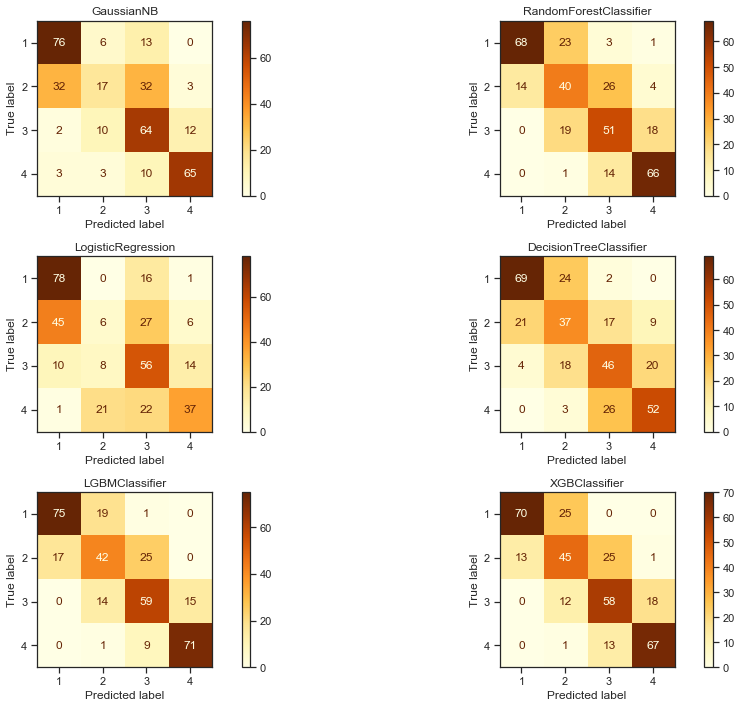 GaussianNB
True label
1 76 6 13 0
2 32 17 32 3
3 2 10 64 12
4 3 3 10 65
1 2 3 4
Predicted label
60
40
20
0
RandomForestClassifier
True label
1 68 23 3 1
2 14 40 26 4
3 0 19 51 18
4 0 1 14 66
1 2 3 4
Predicted label
60
50
40
30
20
10
0
LogisticRegression
True label
1 78 0 16 1
2 45 6 27 6
3 10 8 56 14
4 1 21 22 37
1 2 3 4
Predicted label
60
40
20
0
DecisionTreeClassifier
True label
1 69 24 2 0
2 21 37 17 9
3 4 18 46 20
4 0 3 26 52
1 2 3 4
Predicted label
60
50
40
30
20
10
0
LGBMClassifier
True label
1 75 19 1 0
2 17 42 25 0
3 0 14 59 15
4 0 1 9 71
1 2 3 4
Predicted label
60
40
20
0
XGBClassifier
True label
1 70 25 0 0
2 13 45 25 1
3 0 12 58 18
4 0 1 13 67
1 2 3 4
Predicted label
70
60
50
40
30
20
10
0